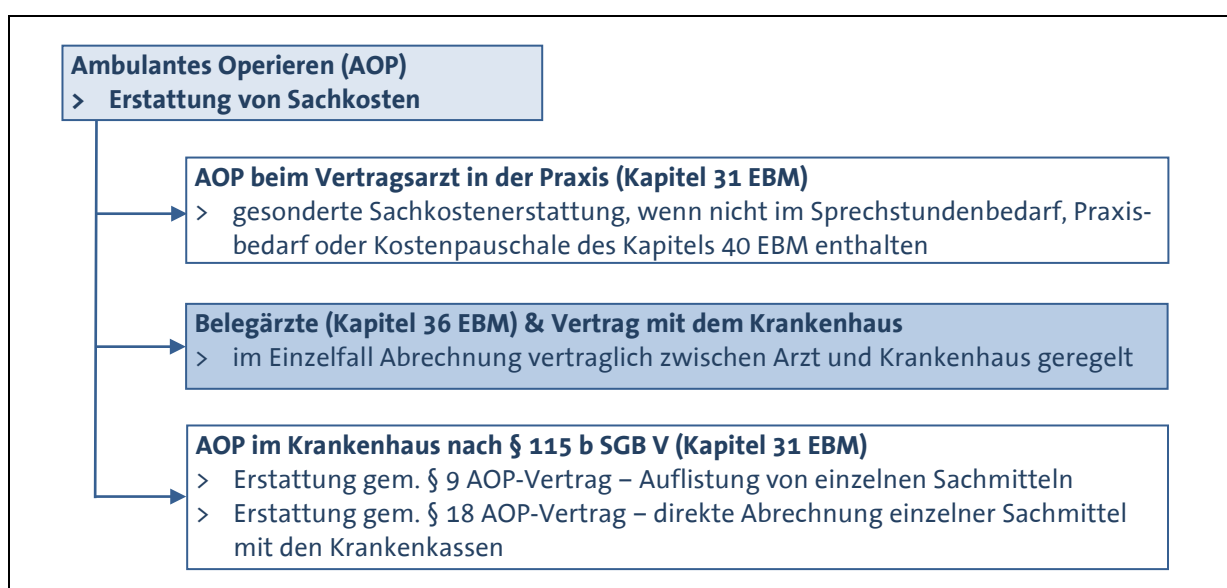 Ambulantes Operieren (AOP)
> Erstattung von Sachkosten
AOP beim Vertragsarzt in der Praxis (Kapitel 31 EBM)
> gesonderte Sachkostenerstattung, wenn nicht im Sprechstundenbedarf, Praxis-
bedarf oder Kostenpauschale des Kapitels 40 EBM enthalten
Belegärzte (Kapitel 36 EBM) & Vertrag mit dem Krankenhaus
> im Einzelfall Abrechnung vertraglich zwischen Arzt und Krankenhaus geregelt
AOP im Krankenhaus nach § 115 b SGB V (Kapitel 31 EBM)
> Erstattung gem. § 9 AOP-Vertrag – Auflistung von einzelnen Sachmitteln
> Erstattung gem. § 18 AOP-Vertrag – direkte Abrechnung einzelner Sachmittel
mit den Krankenkassen